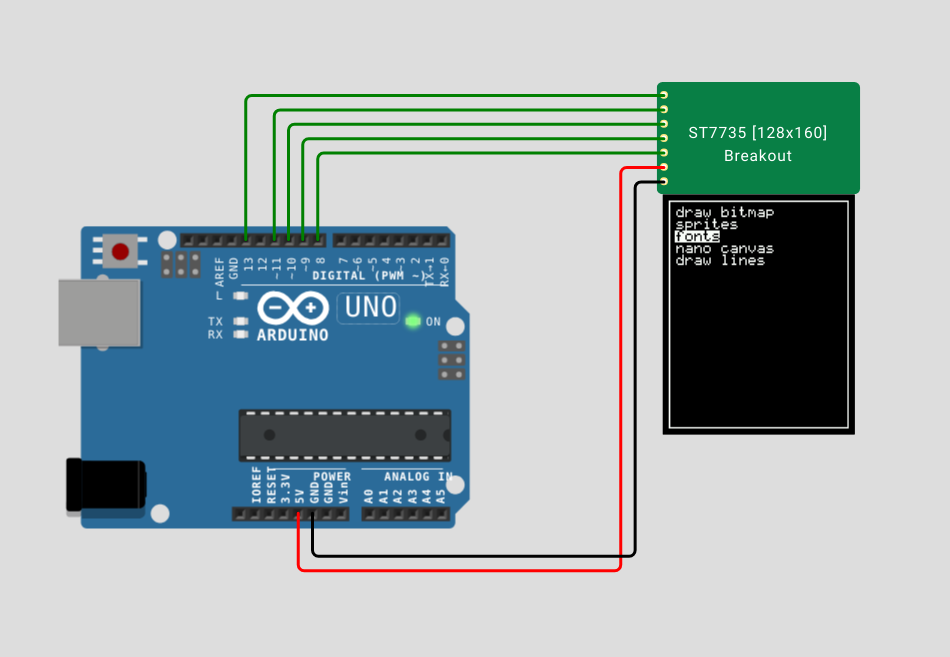 ST7735 [128x160]
Breakout
draw bitmap
sprites
fonts
nano canvas
draw lines
AREF
GND
13
12
~11
~10
~9
8
7
~6
~5
4
~3
2
TX→1
RX←0
DIGITAL (PWM ~)
L
TX
RX
UNO
ARDUINO
ON
IOREF
RESET
3.3V
5V
GND
GND
Vin
POWER
ANALOG IN
A0
A1
A2
A3
A4
A5